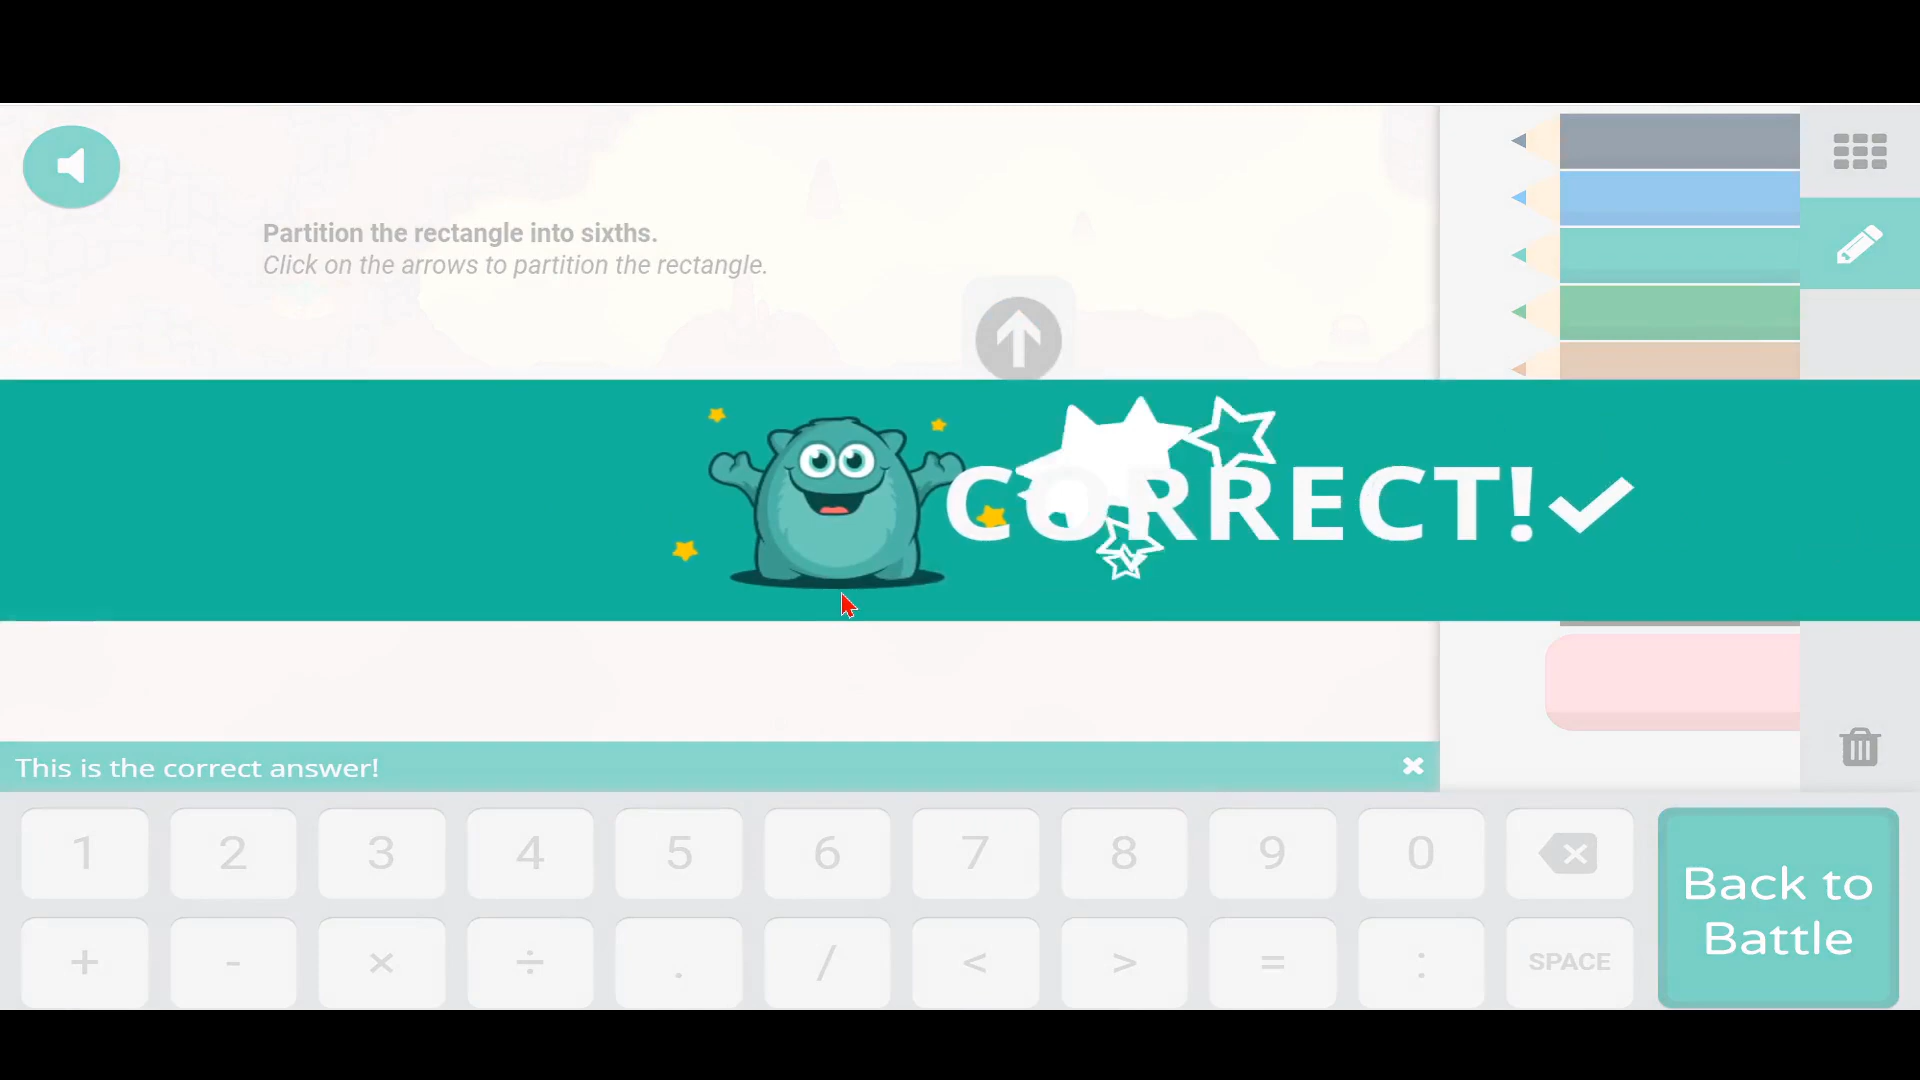 Partition the rectangle into sixths.
Click on the arrows to partition the rectangle.
CORRECT!
This is the correct answer!
1 2 3 4 5 6 7 8 9 0
+ - × ÷ . / < > = : SPACE
Back to
Battle